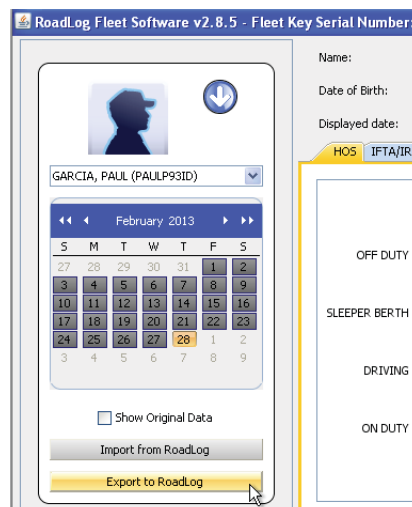 RoadLog Fleet Software v2.8.5 - Fleet Key Serial Number:
Name:
Date of Birth:
Displayed date:
HOS IFTA/IR
GARCIA, PAUL (PAULP93ID)
February 2013
S M T W T F S
27 28 29 30 31 1 2
3 4 5 6 7 8 9
10 11 12 13 14 15 16
17 18 19 20 21 22 23
24 25 26 27 28 1 2
3 4 5 6 7 8 9
Show Original Data
Import from RoadLog
Export to RoadLog
OFF DUTY
SLEEPER BERTH
DRIVING
ON DUTY